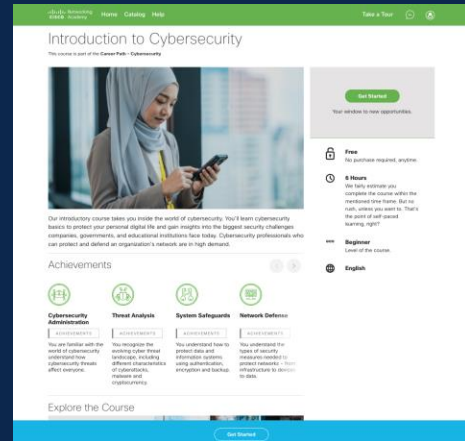 Networking
CISCO Academy
Home Catalog Help
Take a Tour
Introduction to Cybersecurity
This course is part of the Career Path - Cybersecurity
Get Started
Your window to new opportunities.
Free
No purchase required, anytime.
6 Hours
We fairly estimate you
complete the course within the
mentioned time frame. But no
rush, unless you want to. That's
the point of self-paced
learning, right?
Beginner
Level of the course.
English
Our introductory course takes you inside the world of cybersecurity. You'll learn cybersecurity
basics to protect your personal digital life and gain insights into the biggest security challenges
companies, governments, and educational institutions face today. Cybersecurity professionals who
can protect and defend an organization's network are in high demand.
Achievements
Cybersecurity
Administration
ACHIEVEMENTS
You are familiar with the
world of cybersecurity
understand how
cybersecurity threats
affect everyone.
Threat Analysis
ACHIEVEMENTS
You recognize the
evolving cyber threat
landscape, including
different characteristics
of cyberattacks,
malware and
cryptocurrency.
System Safeguards
ACHIEVEMENTS
You understand how to
protect data and
information systems
using authentication,
encryption and backup.
Network Defense
ACHIEVEMENTS
You understand the
types of security
measures needed to
protect networks - from
infrastructure to devices
to data.
Explore the Course
Get Started